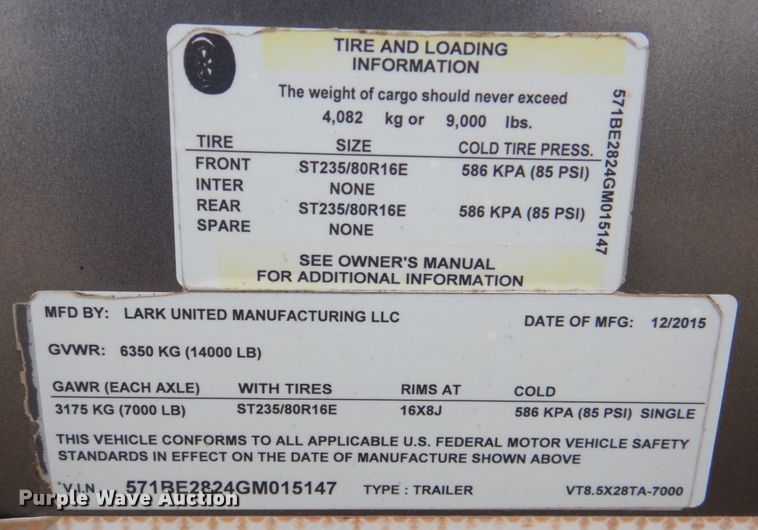 TIRE AND LOADING
INFORMATION
The weight of cargo should never exceed
4,082 kg or 9,000 lbs.
TIRE SIZE COLD TIRE PRESS.
FRONT ST235/80R16E 586 KPA (85 PSI)
INTER NONE
REAR ST235/80R16E 586 KPA (85 PSI)
SPARE NONE
SEE OWNER'S MANUAL
FOR ADDITIONAL INFORMATION
571BE2824GM015147
MFD BY: LARK UNITED MANUFACTURING LLC DATE OF MFG: 12/2015
GVWR: 6350 KG (14000 LB)
GAWR (EACH AXLE) WITH TIRES RIMS AT COLD
3175 KG (7000 LB) ST235/80R16E 16X8J 586 KPA (85 PSI) SINGLE
THIS VEHICLE CONFORMS TO ALL APPLICABLE U.S. FEDERAL MOTOR VEHICLE SAFETY
STANDARDS IN EFFECT ON THE DATE OF MANUFACTURE SHOWN ABOVE
V.I.N. 571BE2824GM015147 TYPE : TRAILER VT8.5X28TA-7000
Purple Wave Auction